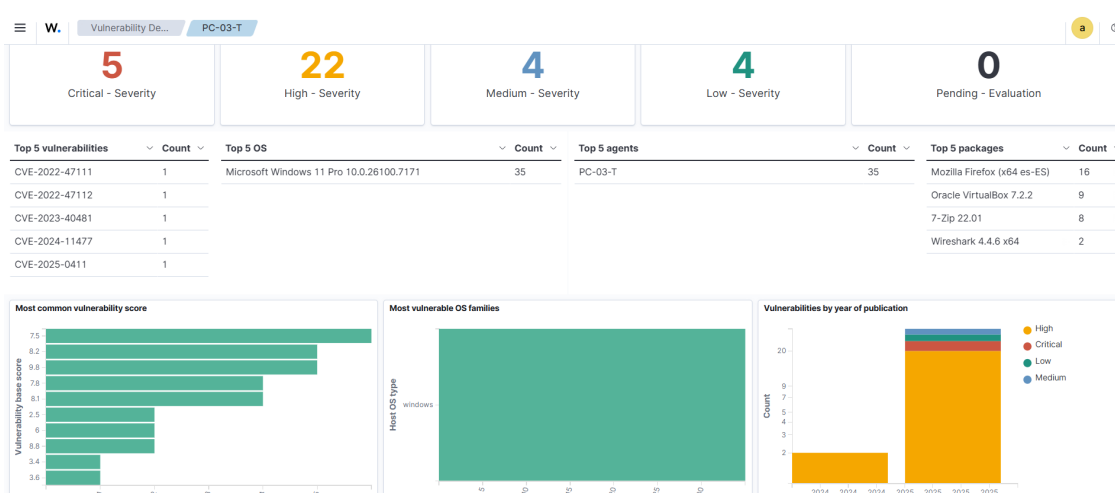 W. Vulnerability De... PC-03-T a
5 22 4 4 0
Critical - Severity High - Severity Medium - Severity Low - Severity Pending - Evaluation
Top 5 vulnerabilities Count Top 5 OS Count Top 5 agents Count Top 5 packages Count
CVE-2022-47111 1 Microsoft Windows 11 Pro 10.0.26100.7171 35 PC-03-T 35 Mozilla Firefox (x64 es-ES) 16
CVE-2022-47112 1 Oracle VirtualBox 7.2.2 9
CVE-2023-40481 1 7-Zip 22.01 8
CVE-2024-11477 1 Wireshark 4.4.6 x64 2
CVE-2025-0411 1
Most common vulnerability score
Vulnerability base score
7.5
8.2
9.8
7.8
8.1
2.5
6
8.8
3.4
3.6
Most vulnerable OS families
Host OS type
windows
Vulnerabilities by year of publication
Count
20
9
7
5
4
3
2
2024 2024 2024 2025 2025 2025 2025
High
Critical
Low
Medium